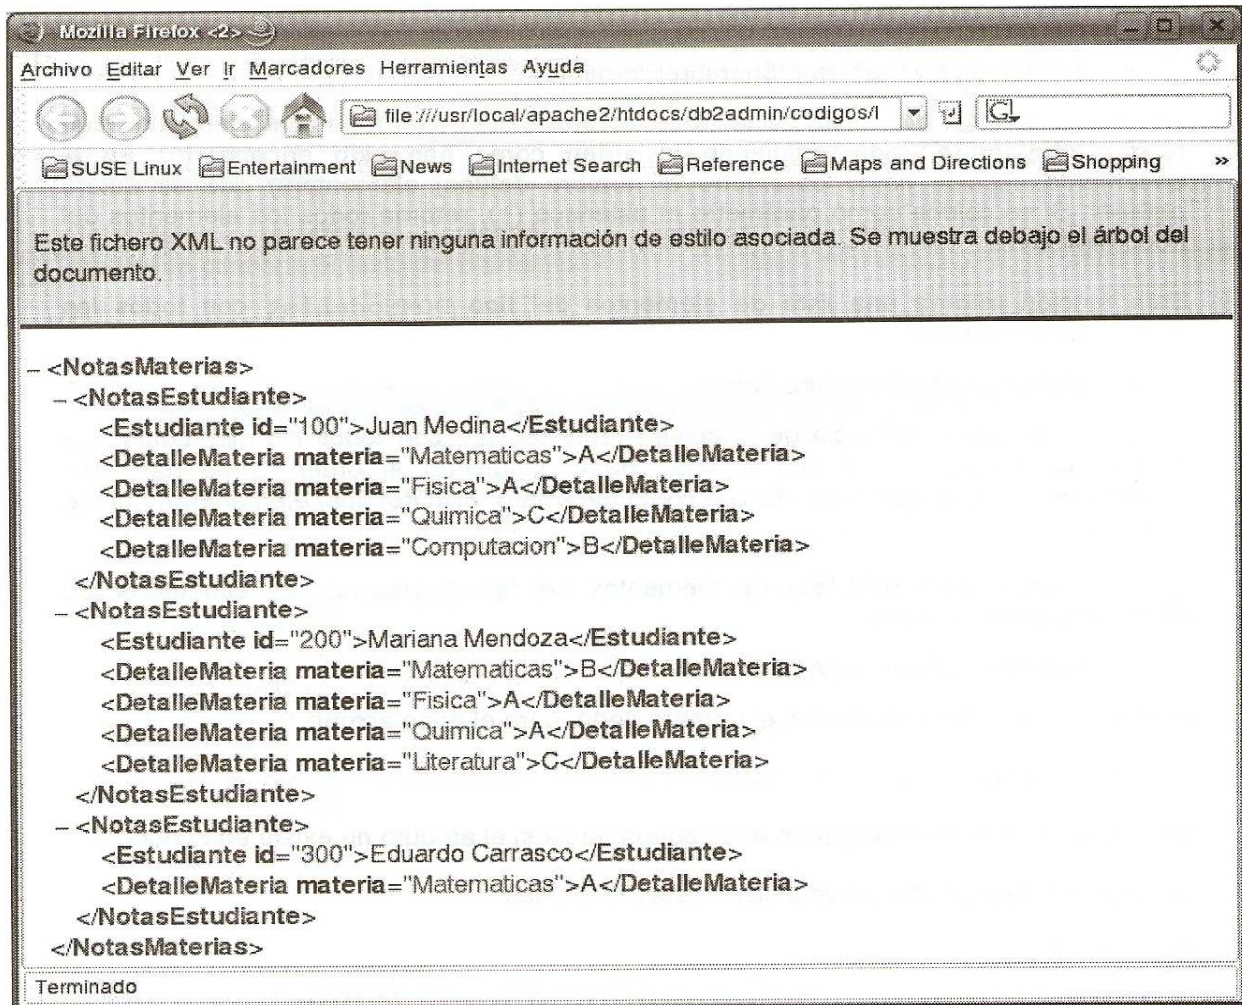 Mozilla Firefox <2>
Archivo Editar Ver Ir Marcadores Herramientas Ayuda
file:///usr/local/apache2/htdocs/db2admin/codigos/l
G
SUSE Linux Entertainment News Internet Search Reference Maps and Directions Shopping »
Este fichero XML no parece tener ninguna información de estilo asociada. Se muestra debajo el árbol del
documento.
– <NotasMaterias>
– <NotasEstudiante>
<Estudiante id="100">Juan Medina</Estudiante>
<DetalleMateria materia="Matematicas">A</DetalleMateria>
<DetalleMateria materia="Fisica">A</DetalleMateria>
<DetalleMateria materia="Quimica">C</DetalleMateria>
<DetalleMateria materia="Computacion">B</DetalleMateria>
</NotasEstudiante>
– <NotasEstudiante>
<Estudiante id="200">Mariana Mendoza</Estudiante>
<DetalleMateria materia="Matematicas">B</DetalleMateria>
<DetalleMateria materia="Fisica">A</DetalleMateria>
<DetalleMateria materia="Quimica">A</DetalleMateria>
<DetalleMateria materia="Literatura">C</DetalleMateria>
</NotasEstudiante>
– <NotasEstudiante>
<Estudiante id="300">Eduardo Carrasco</Estudiante>
<DetalleMateria materia="Matematicas">A</DetalleMateria>
</NotasEstudiante>
</NotasMaterias>
Terminado